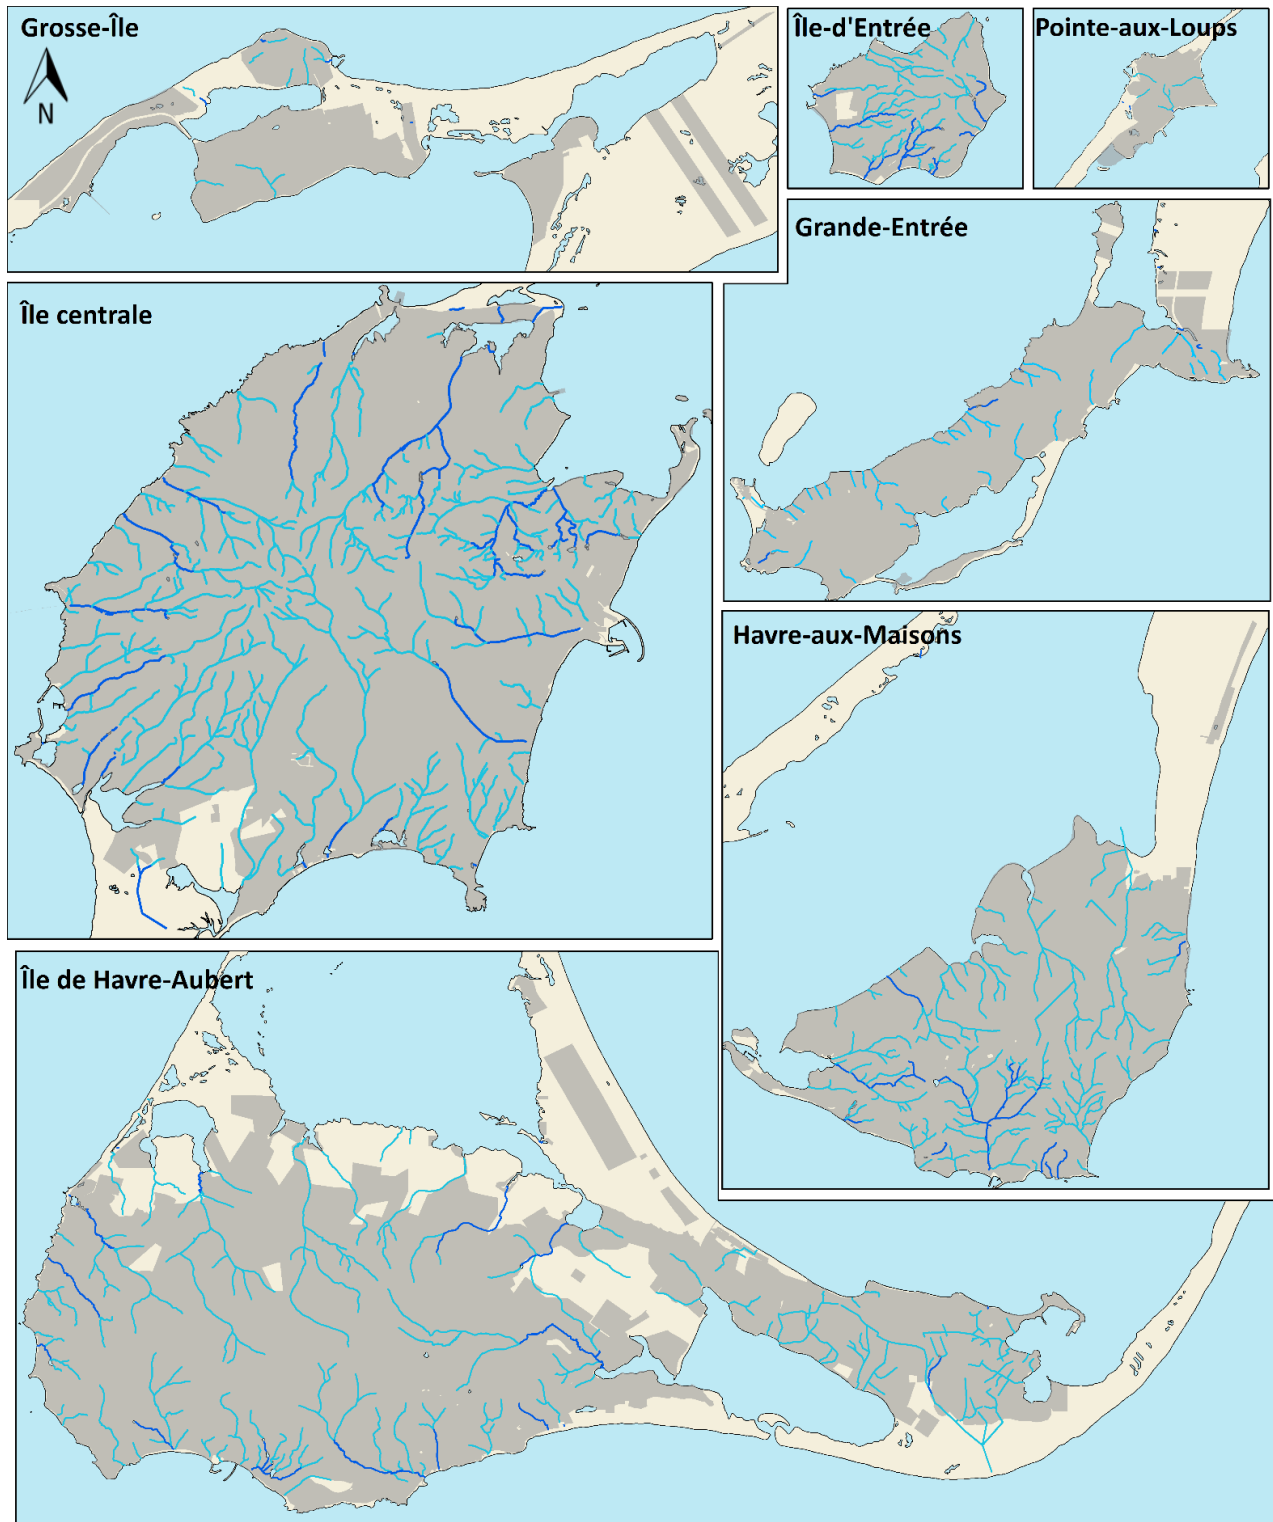 Grosse-Île
N
Île-d'Entrée
Pointe-aux-Loups
Grande-Entrée
Île centrale
Havre-aux-Maisons
Île de Havre-Aubert